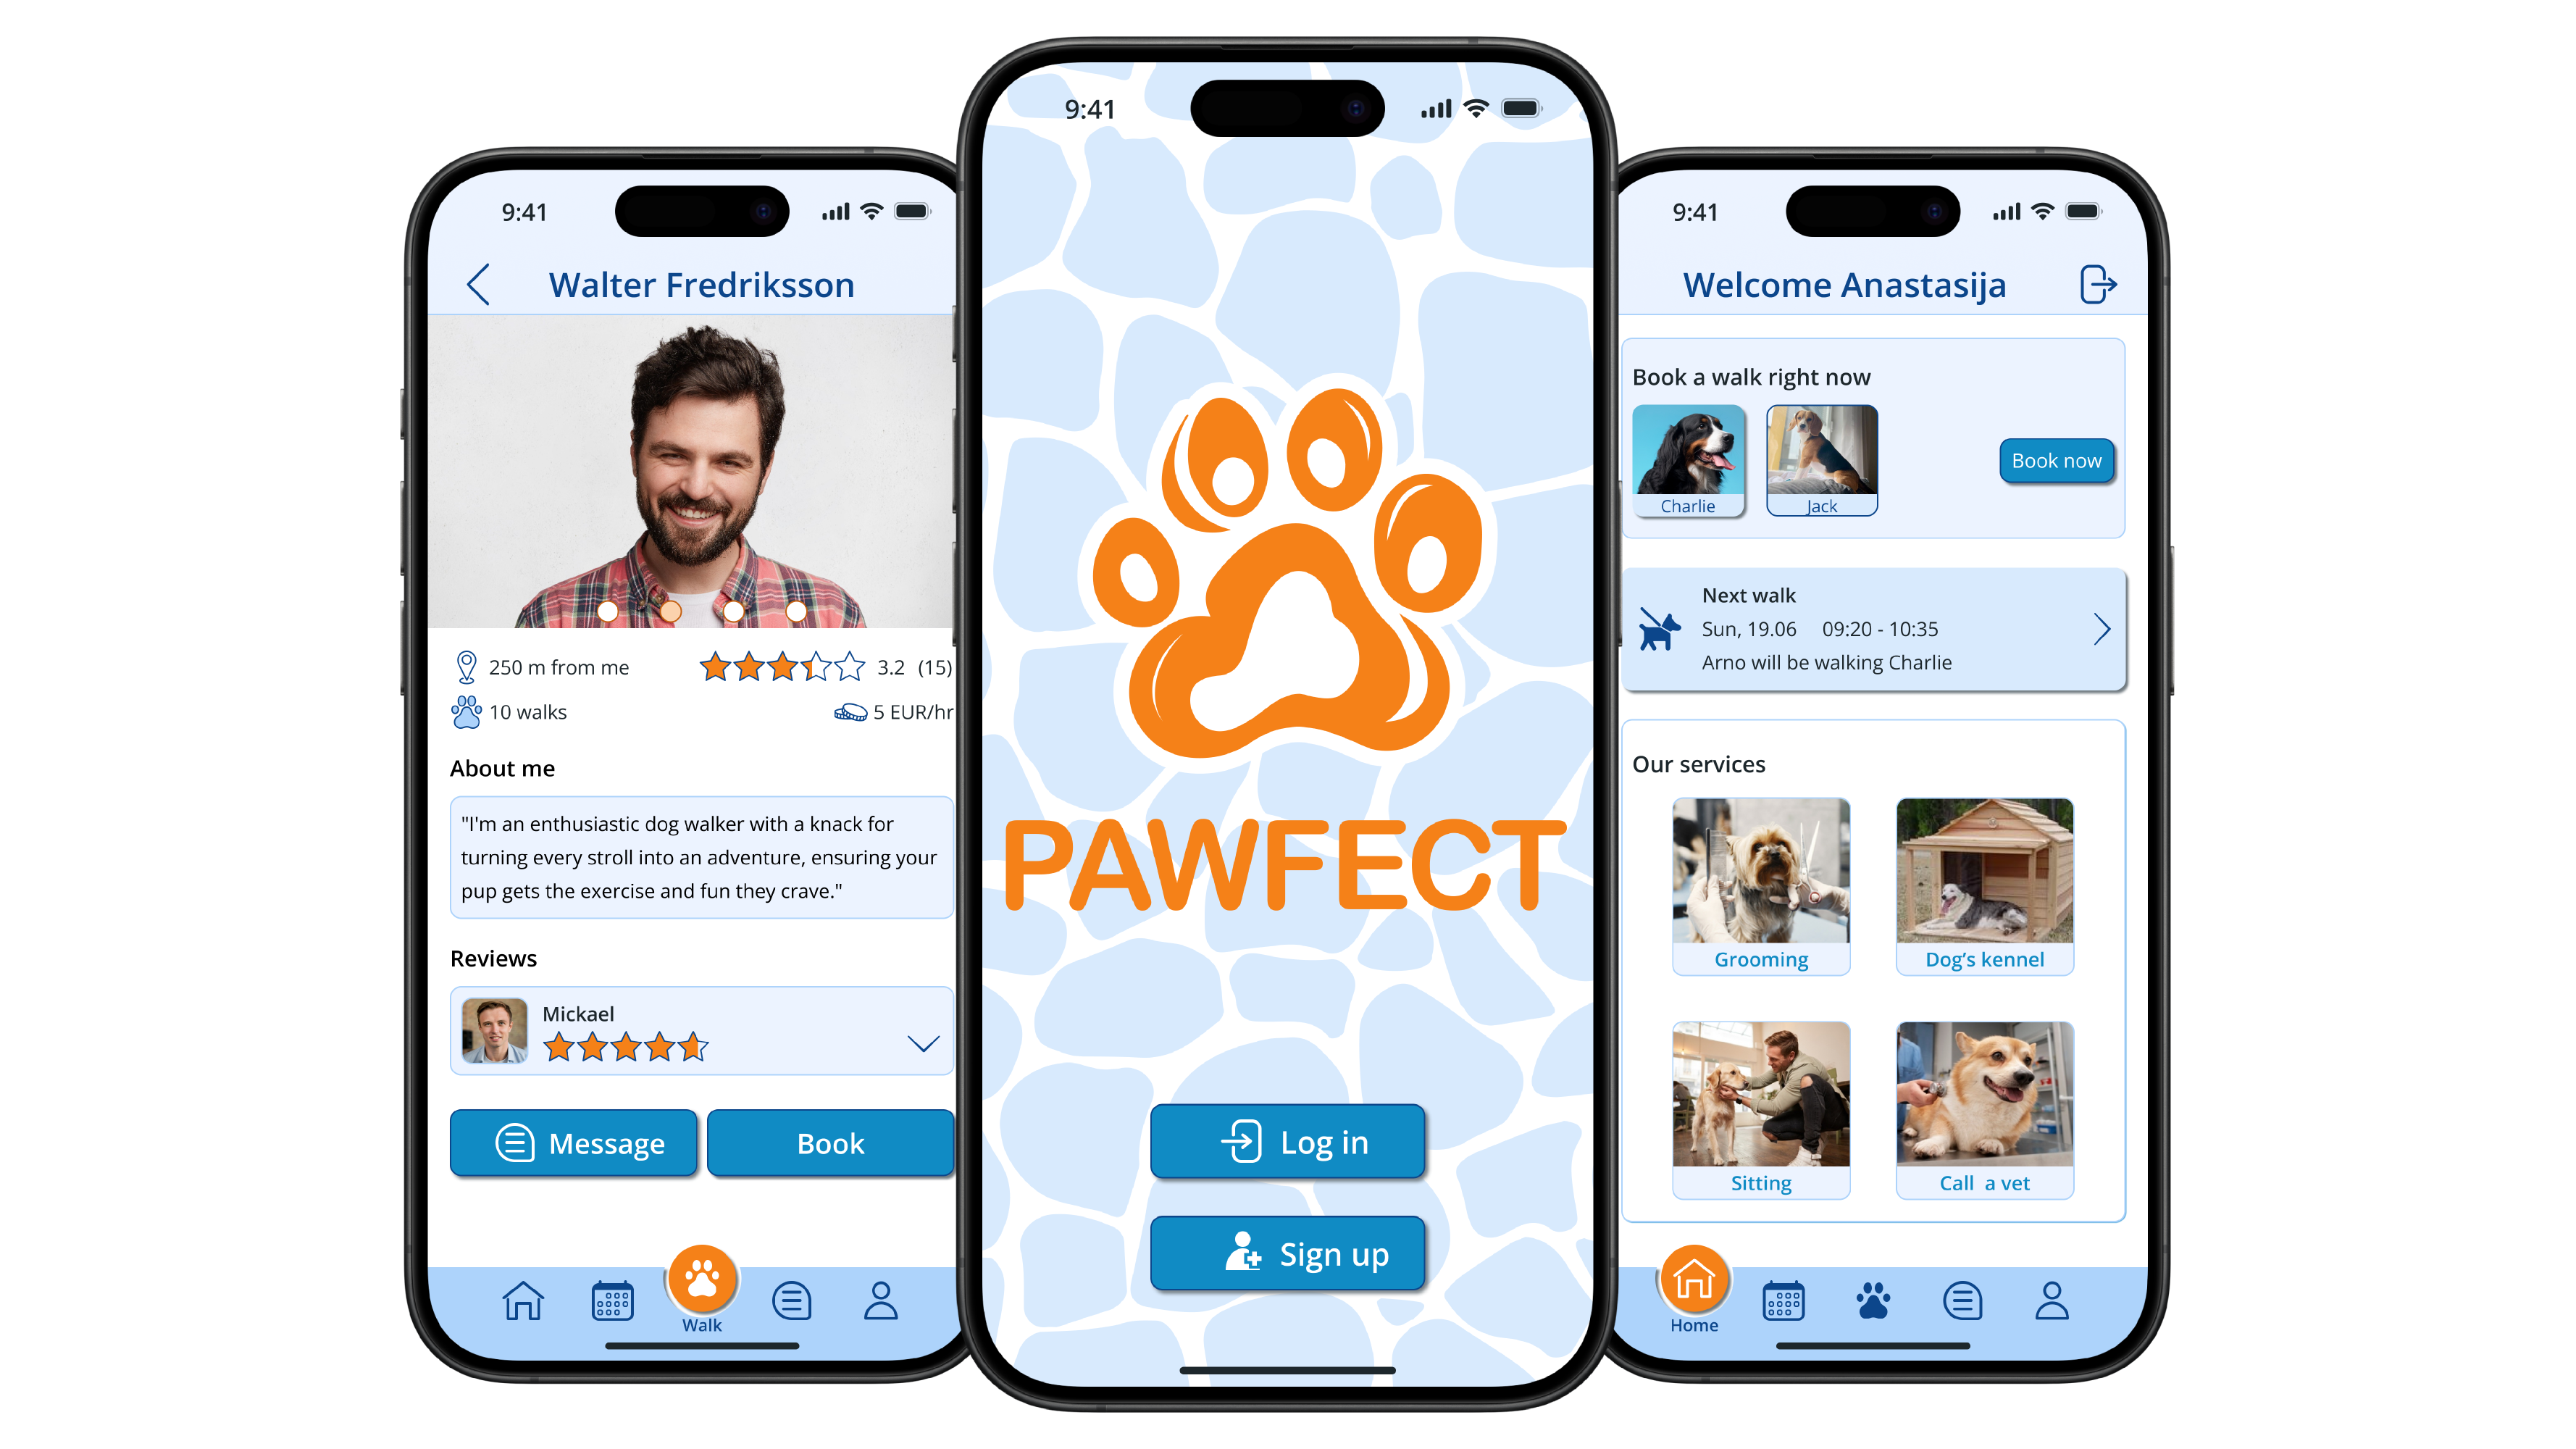 9:41
Walter Fredriksson
250 m from me
3.2 (15)
10 walks
5 EUR/hr
About me
"I'm an enthusiastic dog walker with a knack for
turning every stroll into an adventure, ensuring your
pup gets the exercise and fun they crave."
Reviews
Mickael
Message
Book
Walk
9:41
PAWFECT
Log in
Sign up
9:41
Welcome Anastasija
Book a walk right now
Charlie
Jack
Book now
Next walk
Sun, 19.06 09:20 - 10:35
Arno will be walking Charlie
Our services
Grooming
Dog’s kennel
Sitting
Call a vet
Home